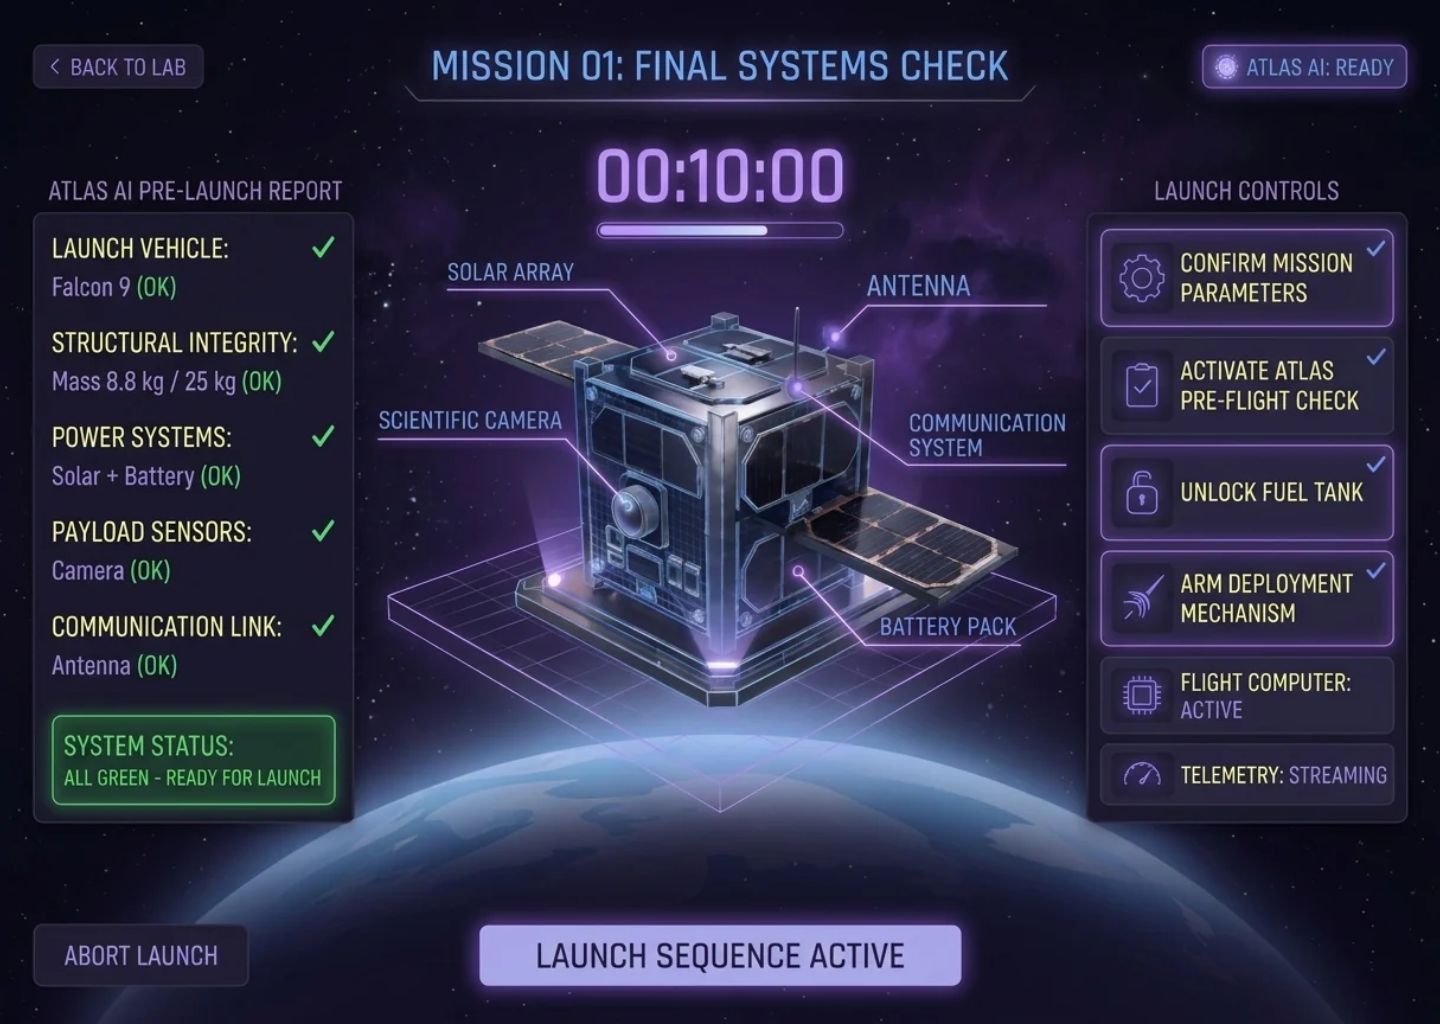 BACK TO LAB
MISSION 01: FINAL SYSTEMS CHECK
ATLAS AI: READY
00:10:00
ATLAS AI PRE-LAUNCH REPORT
LAUNCH VEHICLE:
Falcon 9 (OK)
STRUCTURAL INTEGRITY:
Mass 8.8 kg / 25 kg (OK)
POWER SYSTEMS:
Solar + Battery (OK)
PAYLOAD SENSORS:
Camera (OK)
COMMUNICATION LINK:
Antenna (OK)
SYSTEM STATUS:
ALL GREEN - READY FOR LAUNCH
SOLAR ARRAY
ANTENNA
SCIENTIFIC CAMERA
COMMUNICATION
SYSTEM
BATTERY PACK
LAUNCH CONTROLS
CONFIRM MISSION
PARAMETERS
ACTIVATE ATLAS
PRE-FLIGHT CHECK
UNLOCK FUEL TANK
ARM DEPLOYMENT
MECHANISM
FLIGHT COMPUTER:
ACTIVE
TELEMETRY: STREAMING
ABORT LAUNCH
LAUNCH SEQUENCE ACTIVE